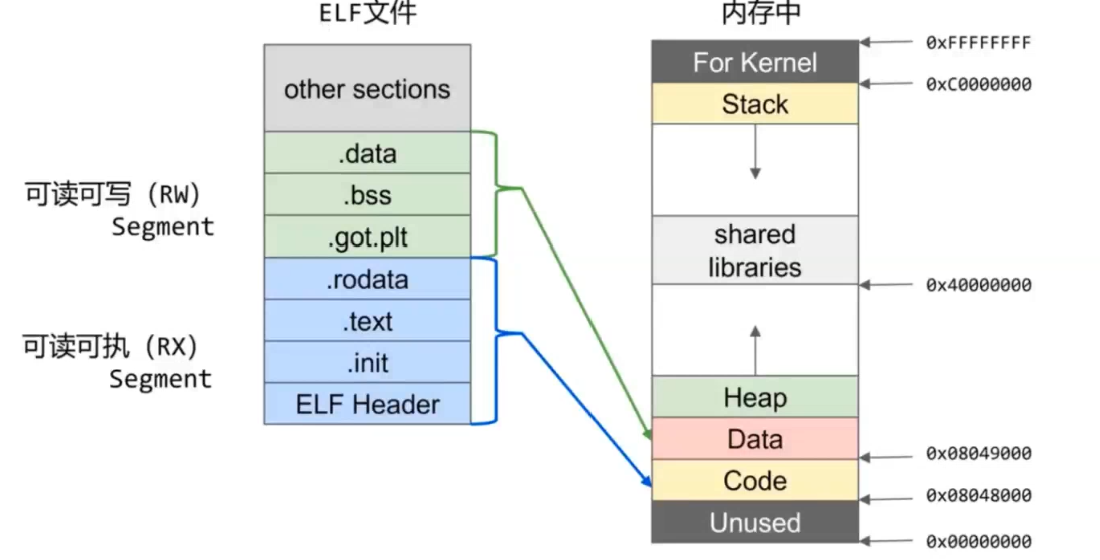 ELF文件
内存中
other sections
.data
.bss
.got.plt
.rodata
.text
.init
ELF Header
可读可写（RW）
Segment
可读可执（RX）
Segment
For Kernel
Stack
shared
libraries
Heap
Data
Code
Unused
0xFFFFFFFF
0xC0000000
0x40000000
0x08049000
0x08048000
0x00000000